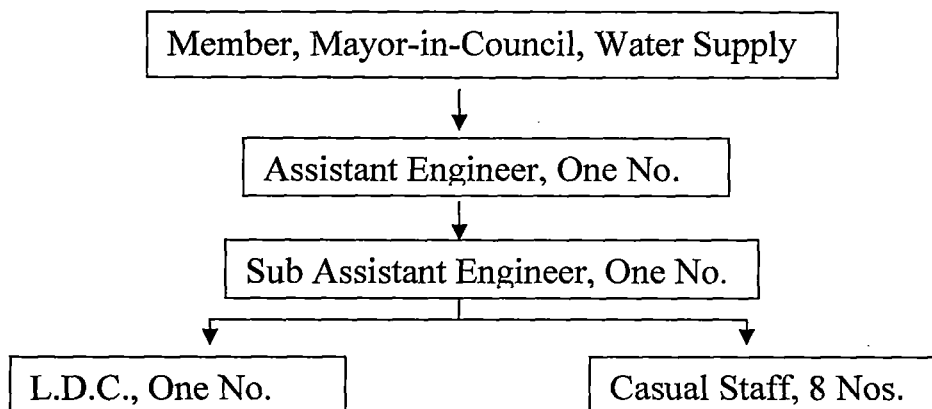 Member, Mayor-in-Council, Water Supply
Assistant Engineer, One No.
Sub Assistant Engineer, One No.
L.D.C., One No.
Casual Staff, 8 Nos.